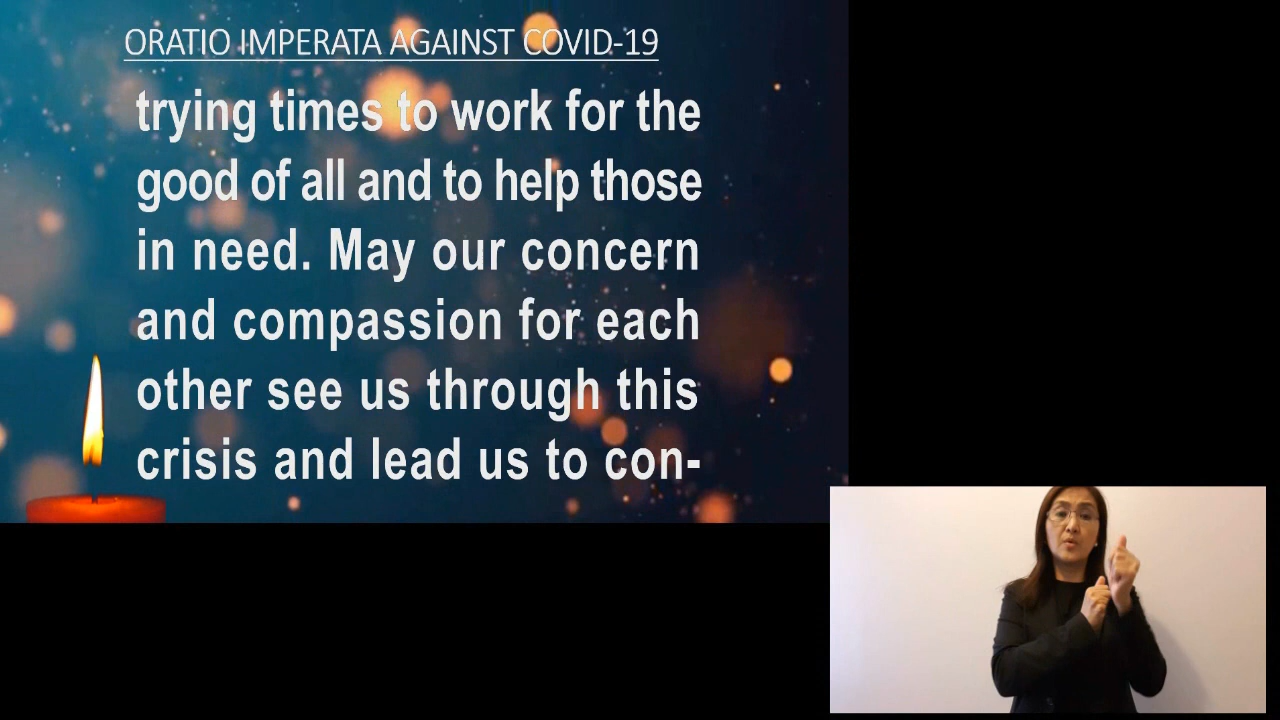 ORATIO IMPERATA AGAINST COVID-19
trying times to work for the
good of all and to help those
in need. May our concern
and compassion for each
other see us through this
crisis and lead us to con-